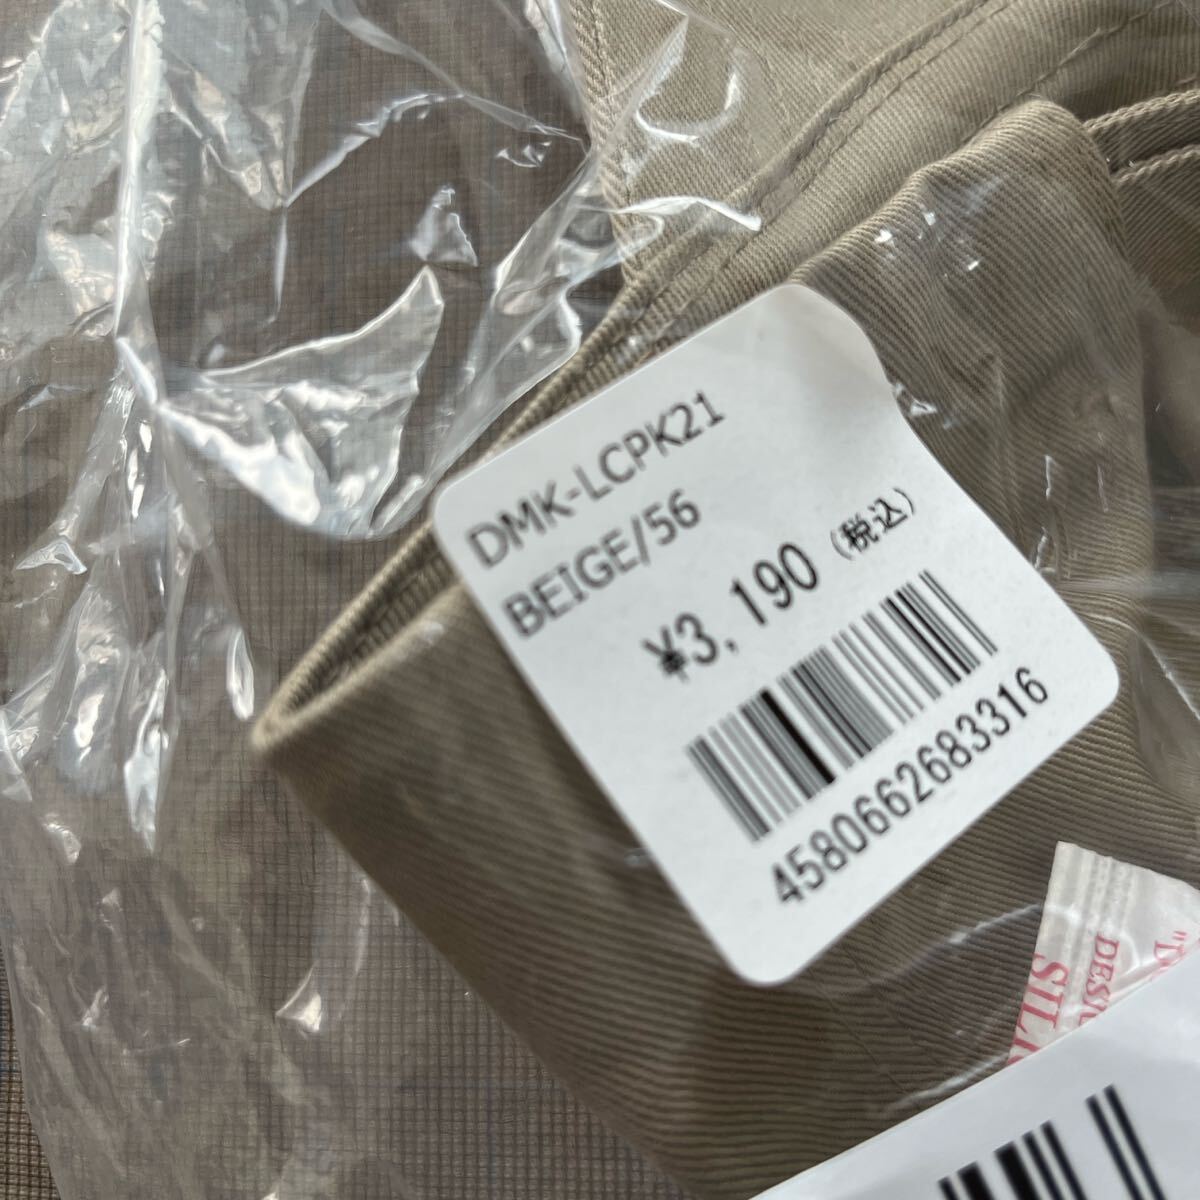 DMK-LCPK21
BEIGE/56
¥3,190 (税込)
4580662683316